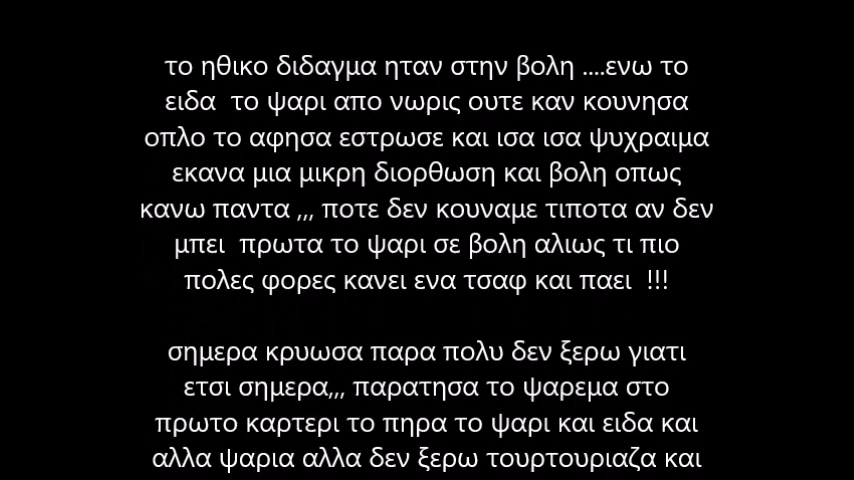 το ηθικο διδαγμα ηταν στην βολη ....ενω το
ειδα  το ψαρι απο νωρις ουτε καν κουνησα
οπλο το αφησα εστρωσε και ισα ισα ψυχραιμα
εκανα μια μικρη διορθωση και βολη οπως
κανω παντα ,,, ποτε δεν κουναμε τιποτα αν δεν
μπει  πρωτα το ψαρι σε βολη αλιως τι πιο
πολες φορες κανει ενα τσαφ και παει  !!!
σημερα κρυωσα παρα πολυ δεν ξερω γιατι
ετσι σημερα,,, παρατησα το ψαρεμα στο
πρωτο καρτερι το πηρα το ψαρι και ειδα και
αλλα ψαρια αλλα δεν ξερω τουρτουριαζα και